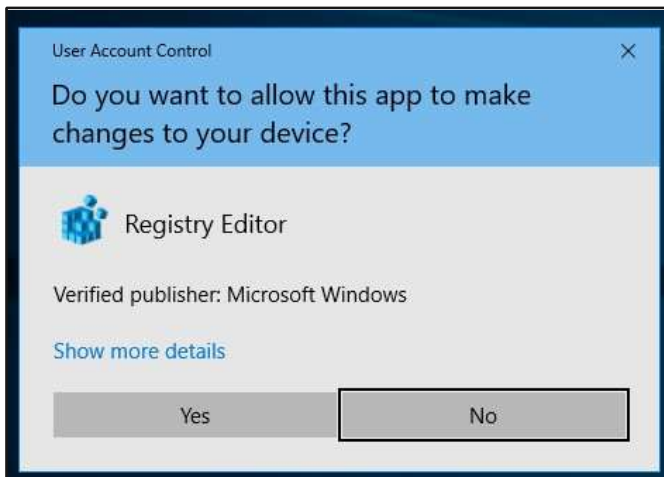 User Account Control
Do you want to allow this app to make
changes to your device?
Registry Editor
Verified publisher: Microsoft Windows
Show more details
Yes
No